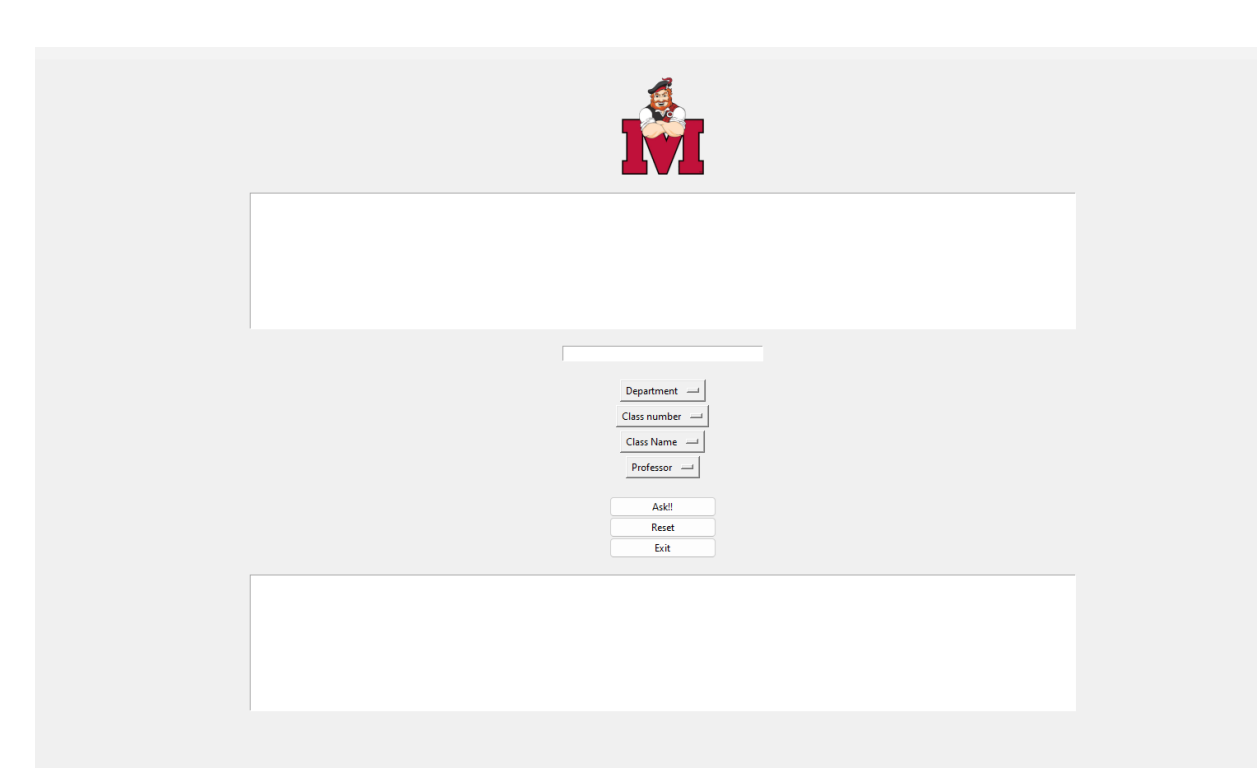 M
Department
Class number
Class Name
Professor
Ask!!
Reset
Exit